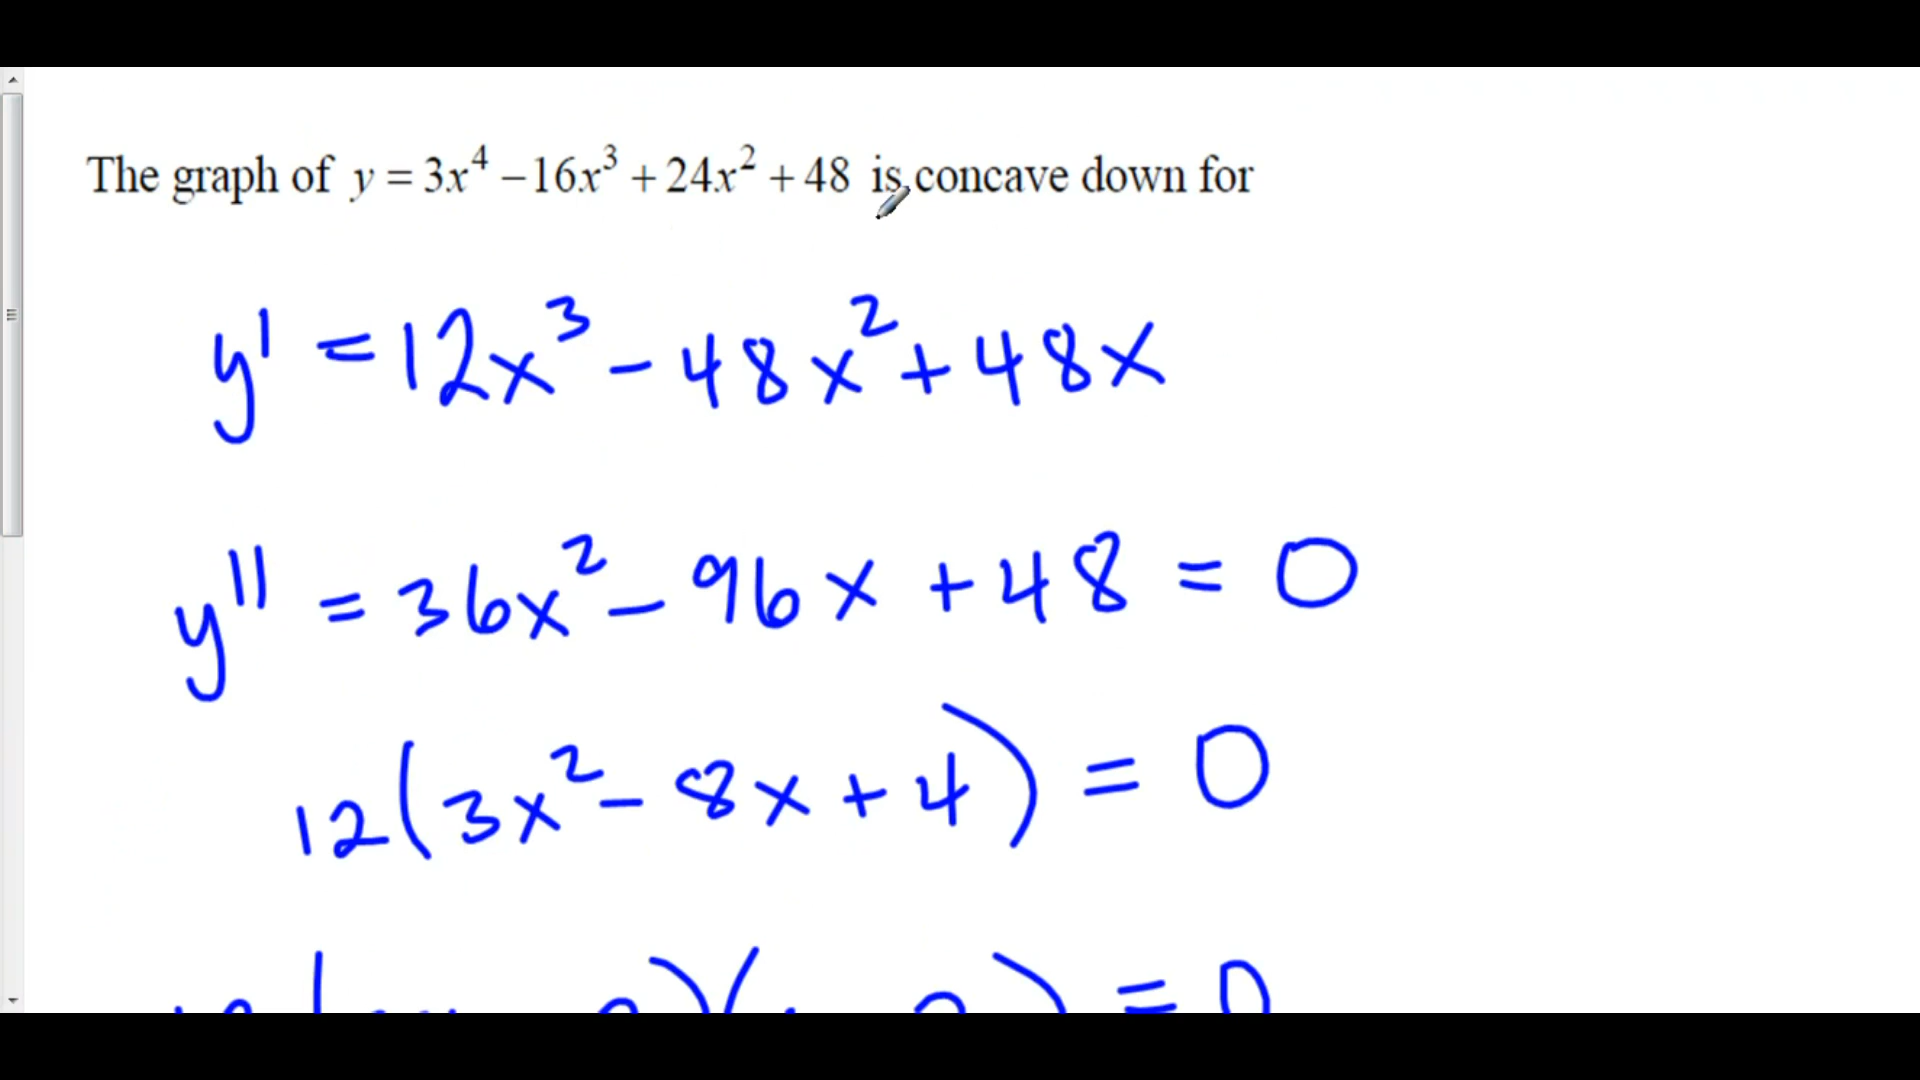 The graph of y = 3x⁴ − 16x³ + 24x² + 48 is concave down for
y' = 12x³ − 48x² + 48x
y'' = 36x² − 96x + 48 = 0
12(3x² − 8x + 4) = 0
= 0